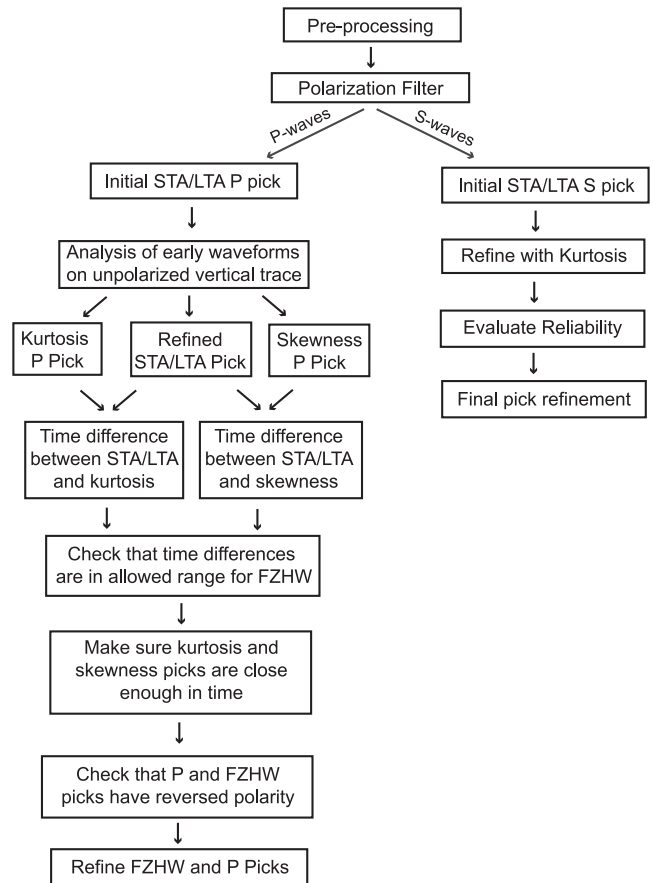 Pre-processing
Polarization Filter
P-waves
S-waves
Initial STA/LTA P pick
Initial STA/LTA S pick
Analysis of early waveforms
on unpolarized vertical trace
Refine with Kurtosis
Kurtosis
P Pick
Refined
STA/LTA Pick
Skewness
P Pick
Evaluate Reliability
Final pick refinement
Time difference
between STA/LTA
and kurtosis
Time difference
between STA/LTA
and skewness
Check that time differences
are in allowed range for FZHW
Make sure kurtosis and
skewness picks are close
enough in time
Check that P and FZHW
picks have reversed polarity
Refine FZHW and P Picks